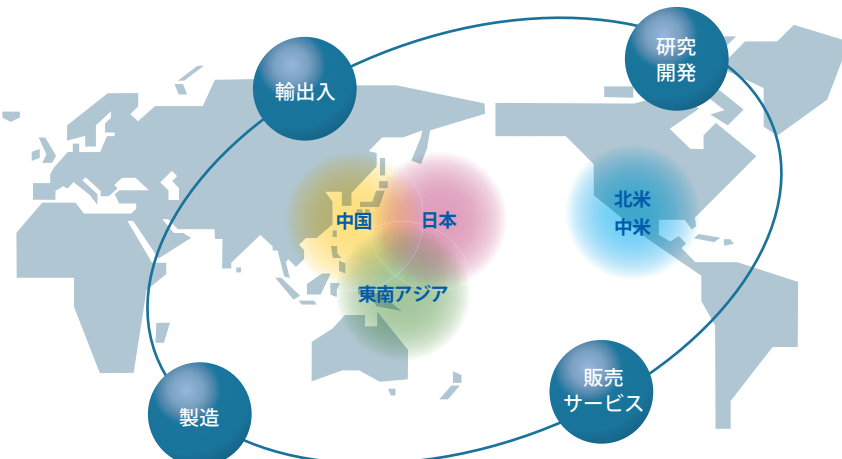 研究
開発
輸出入
北米
中米
中国
日本
東南アジア
販売
サービス
製造